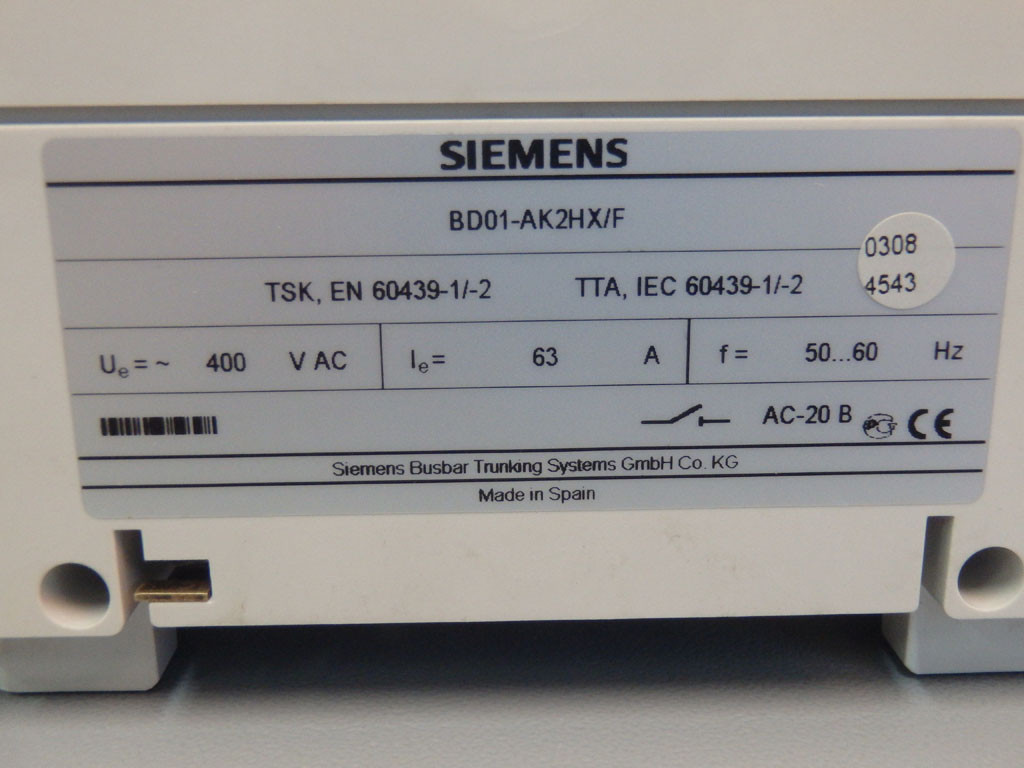 SIEMENS
BD01-AK2HX/F
0308
4543
TSK, EN 60439-1/-2 TTA, IEC 60439-1/-2
Ue = ~ 400 V AC Ie = 63 A f = 50...60 Hz
AC-20 B CE
Siemens Busbar Trunking Systems GmbH Co. KG
Made in Spain